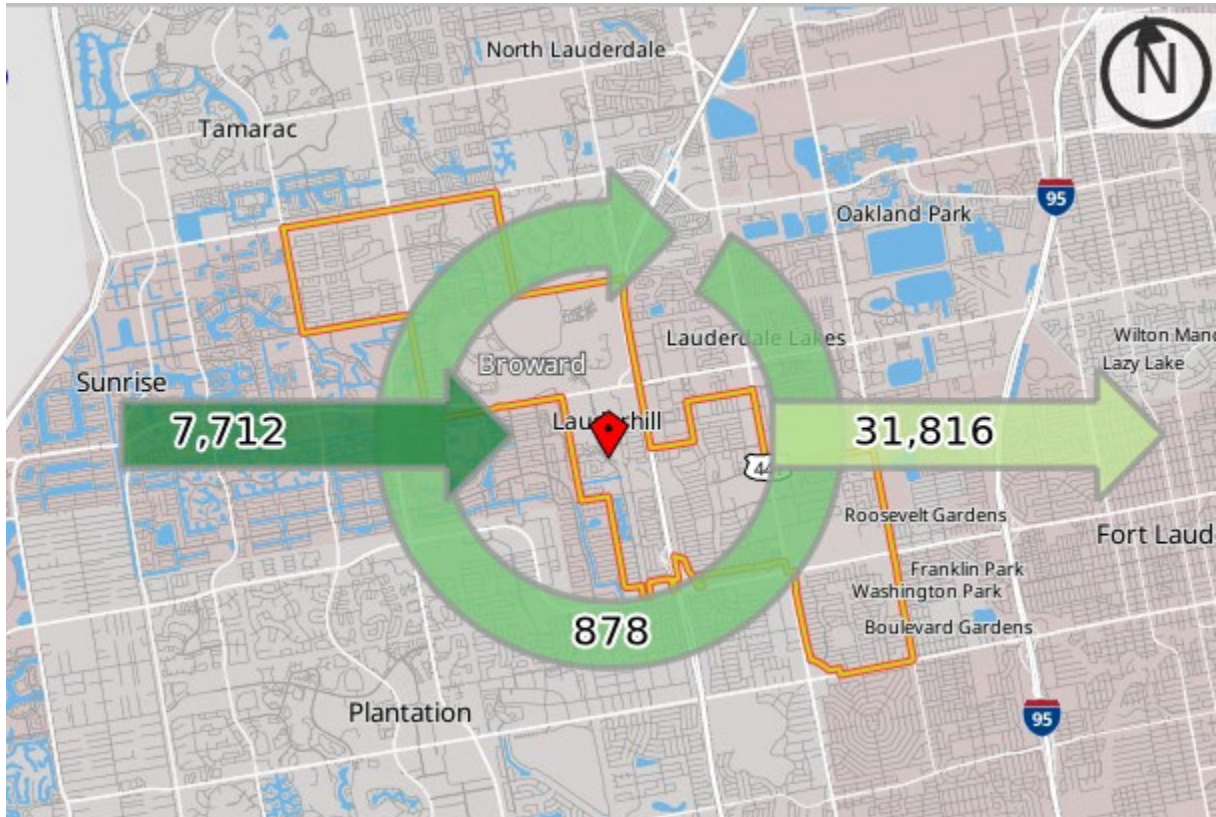 North Lauderdale
N
Tamarac
95
Oakland Park
Lauderdale Lakes
Wilton Mano
Broward
Lazy Lake
Sunrise
Lauderhill
7,712
31,816
44
Roosevelt Gardens
Fort Laud
Franklin Park
Washington Park
878
Boulevard Gardens
Plantation
95